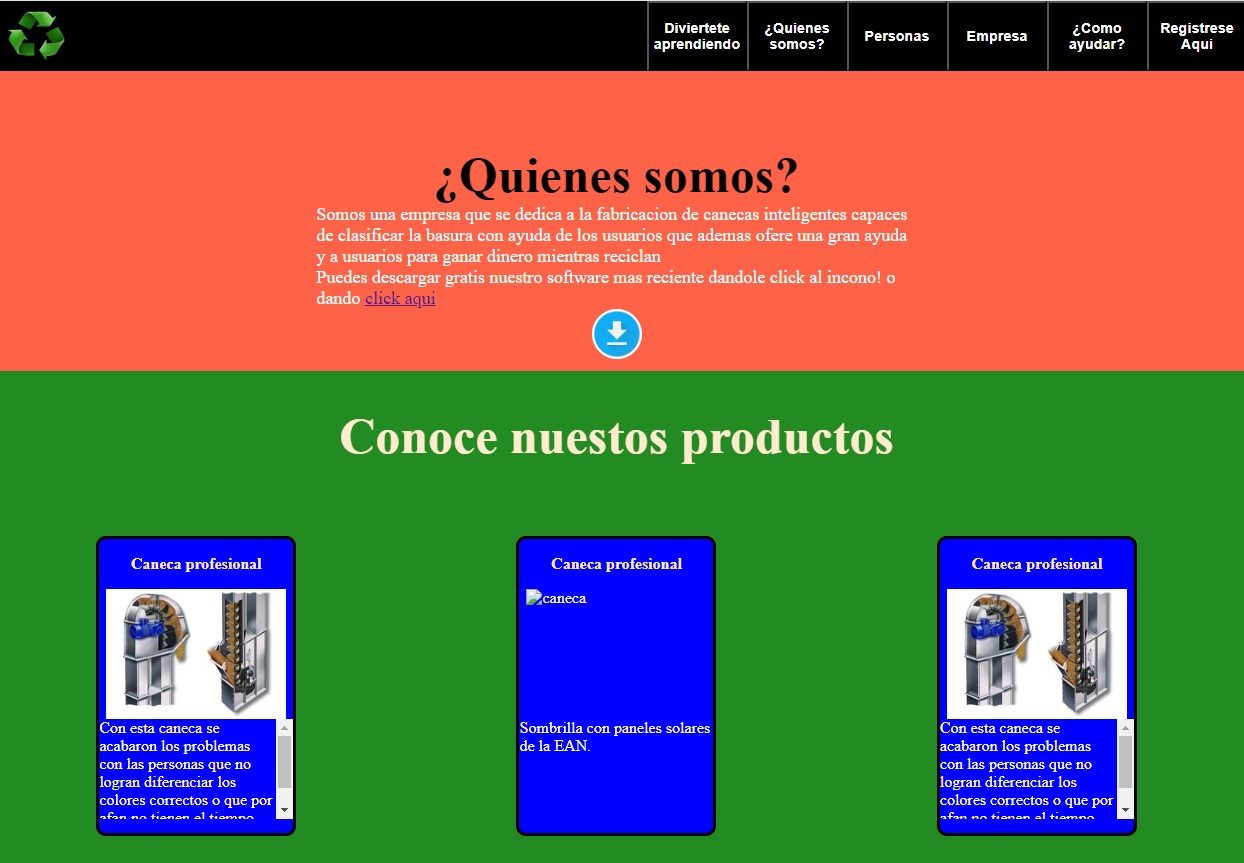 Diviertete aprendiendo
¿Quienes somos?
Personas
Empresa
¿Como ayudar?
Registrese Aqui
¿Quienes somos?
Somos una empresa que se dedica a la fabricacion de canecas inteligentes capaces
de clasificar la basura con ayuda de los usuarios que ademas ofere una gran ayuda
y a usuarios para ganar dinero mientras reciclan
Puedes descargar gratis nuestro software mas reciente dandole click al incono! o
dando click aqui
Conoce nuestos productos
Caneca profesional
Con esta caneca se
acabaron los problemas
con las personas que no
logran diferenciar los
colores correctos o que por
afan no tienen el tiempo
Caneca profesional
caneca
Sombrilla con paneles solares
de la EAN.
Caneca profesional
Con esta caneca se
acabaron los problemas
con las personas que no
logran diferenciar los
colores correctos o que por
afan no tienen el tiempo